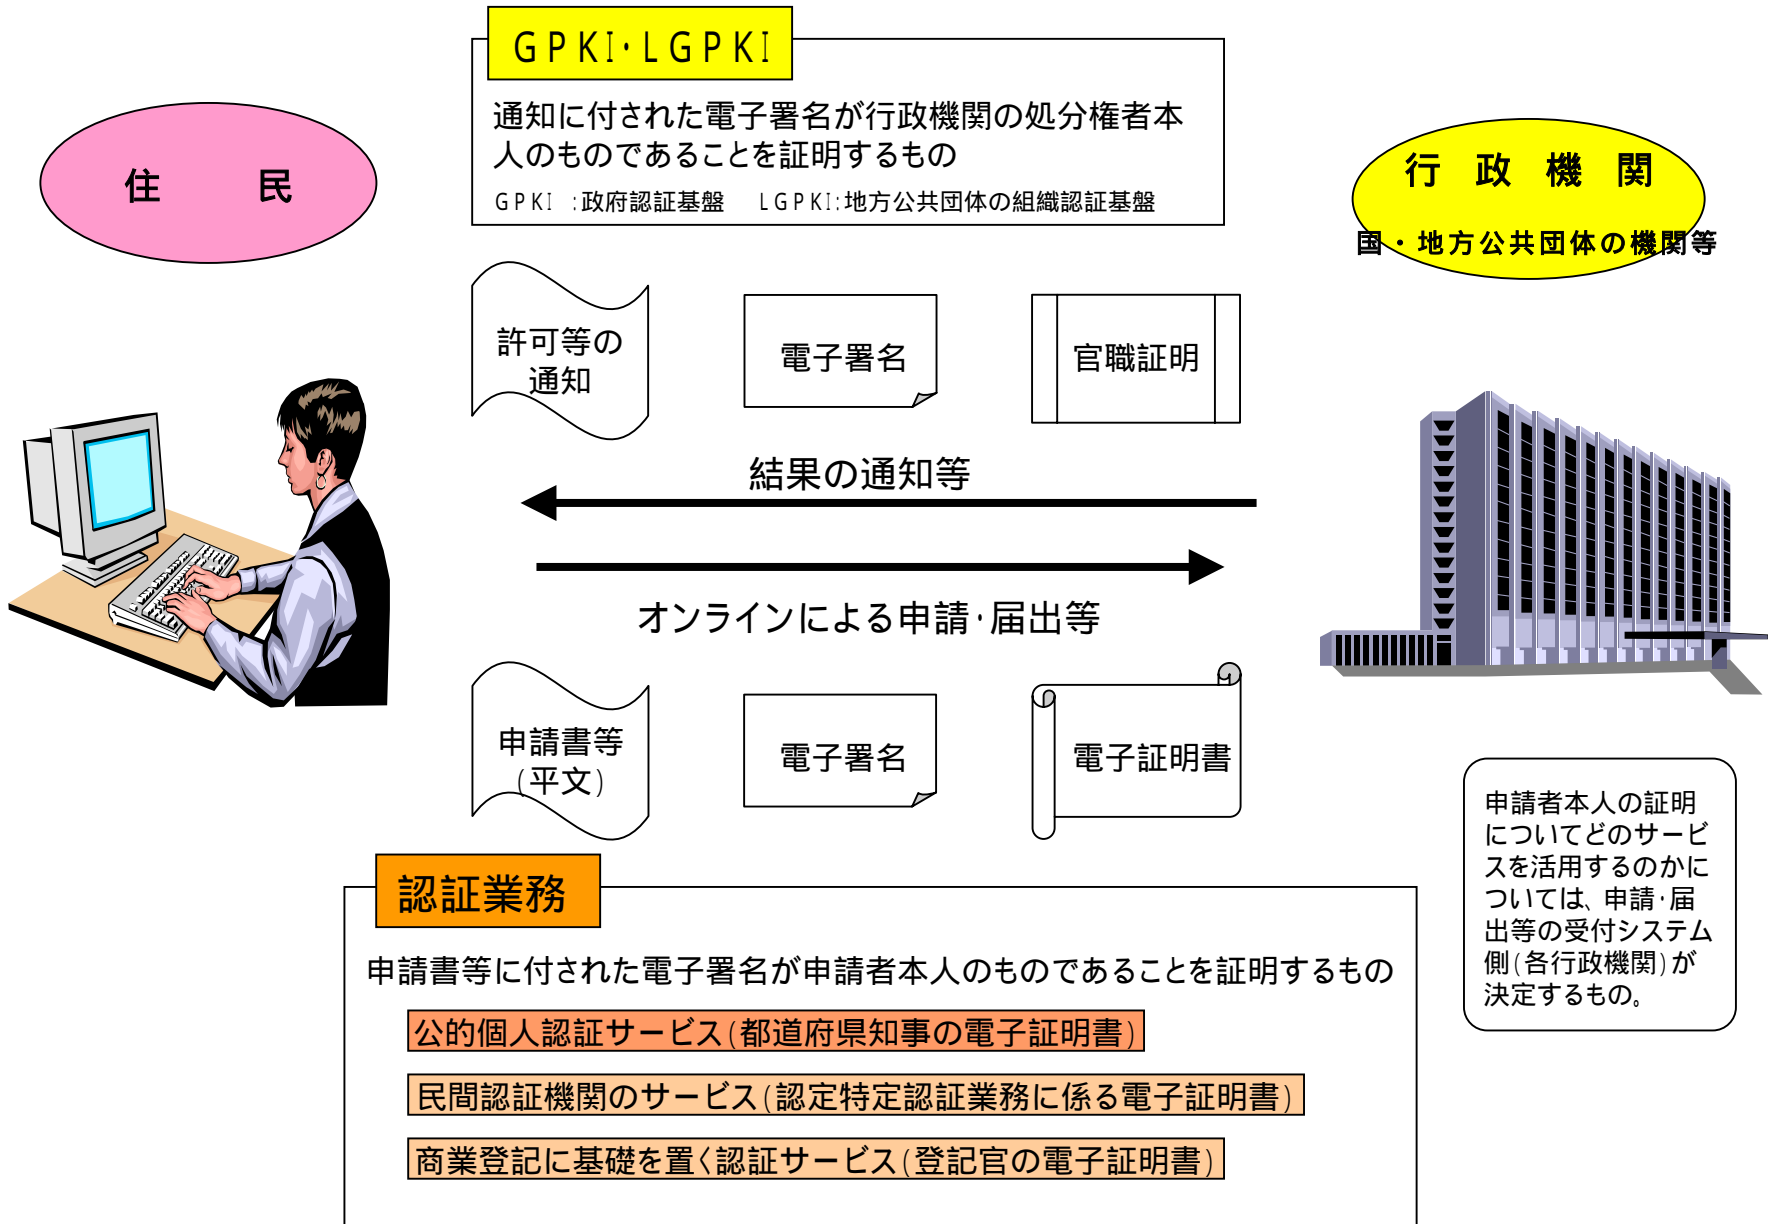 GPKI・LGPKI
通知に付された電子署名が行政機関の処分権者本
人のものであることを証明するもの
GPKI :政府認証基盤 LGPKI:地方公共団体の組織認証基盤
住 民
行 政 機 関
国・地方公共団体の機関等
許可等の
通知
電子署名
官職証明
結果の通知等
オンラインによる申請・届出等
申請書等
(平文)
電子署名
電子証明書
申請者本人の証明
についてどのサービ
スを活用するのかに
ついては、申請・届
出等の受付システム
側(各行政機関)が
決定するもの。
認証業務
申請書等に付された電子署名が申請者本人のものであることを証明するもの
公的個人認証サービス(都道府県知事の電子証明書)
民間認証機関のサービス(認定特定認証業務に係る電子証明書)
商業登記に基礎を置く認証サービス(登記官の電子証明書)